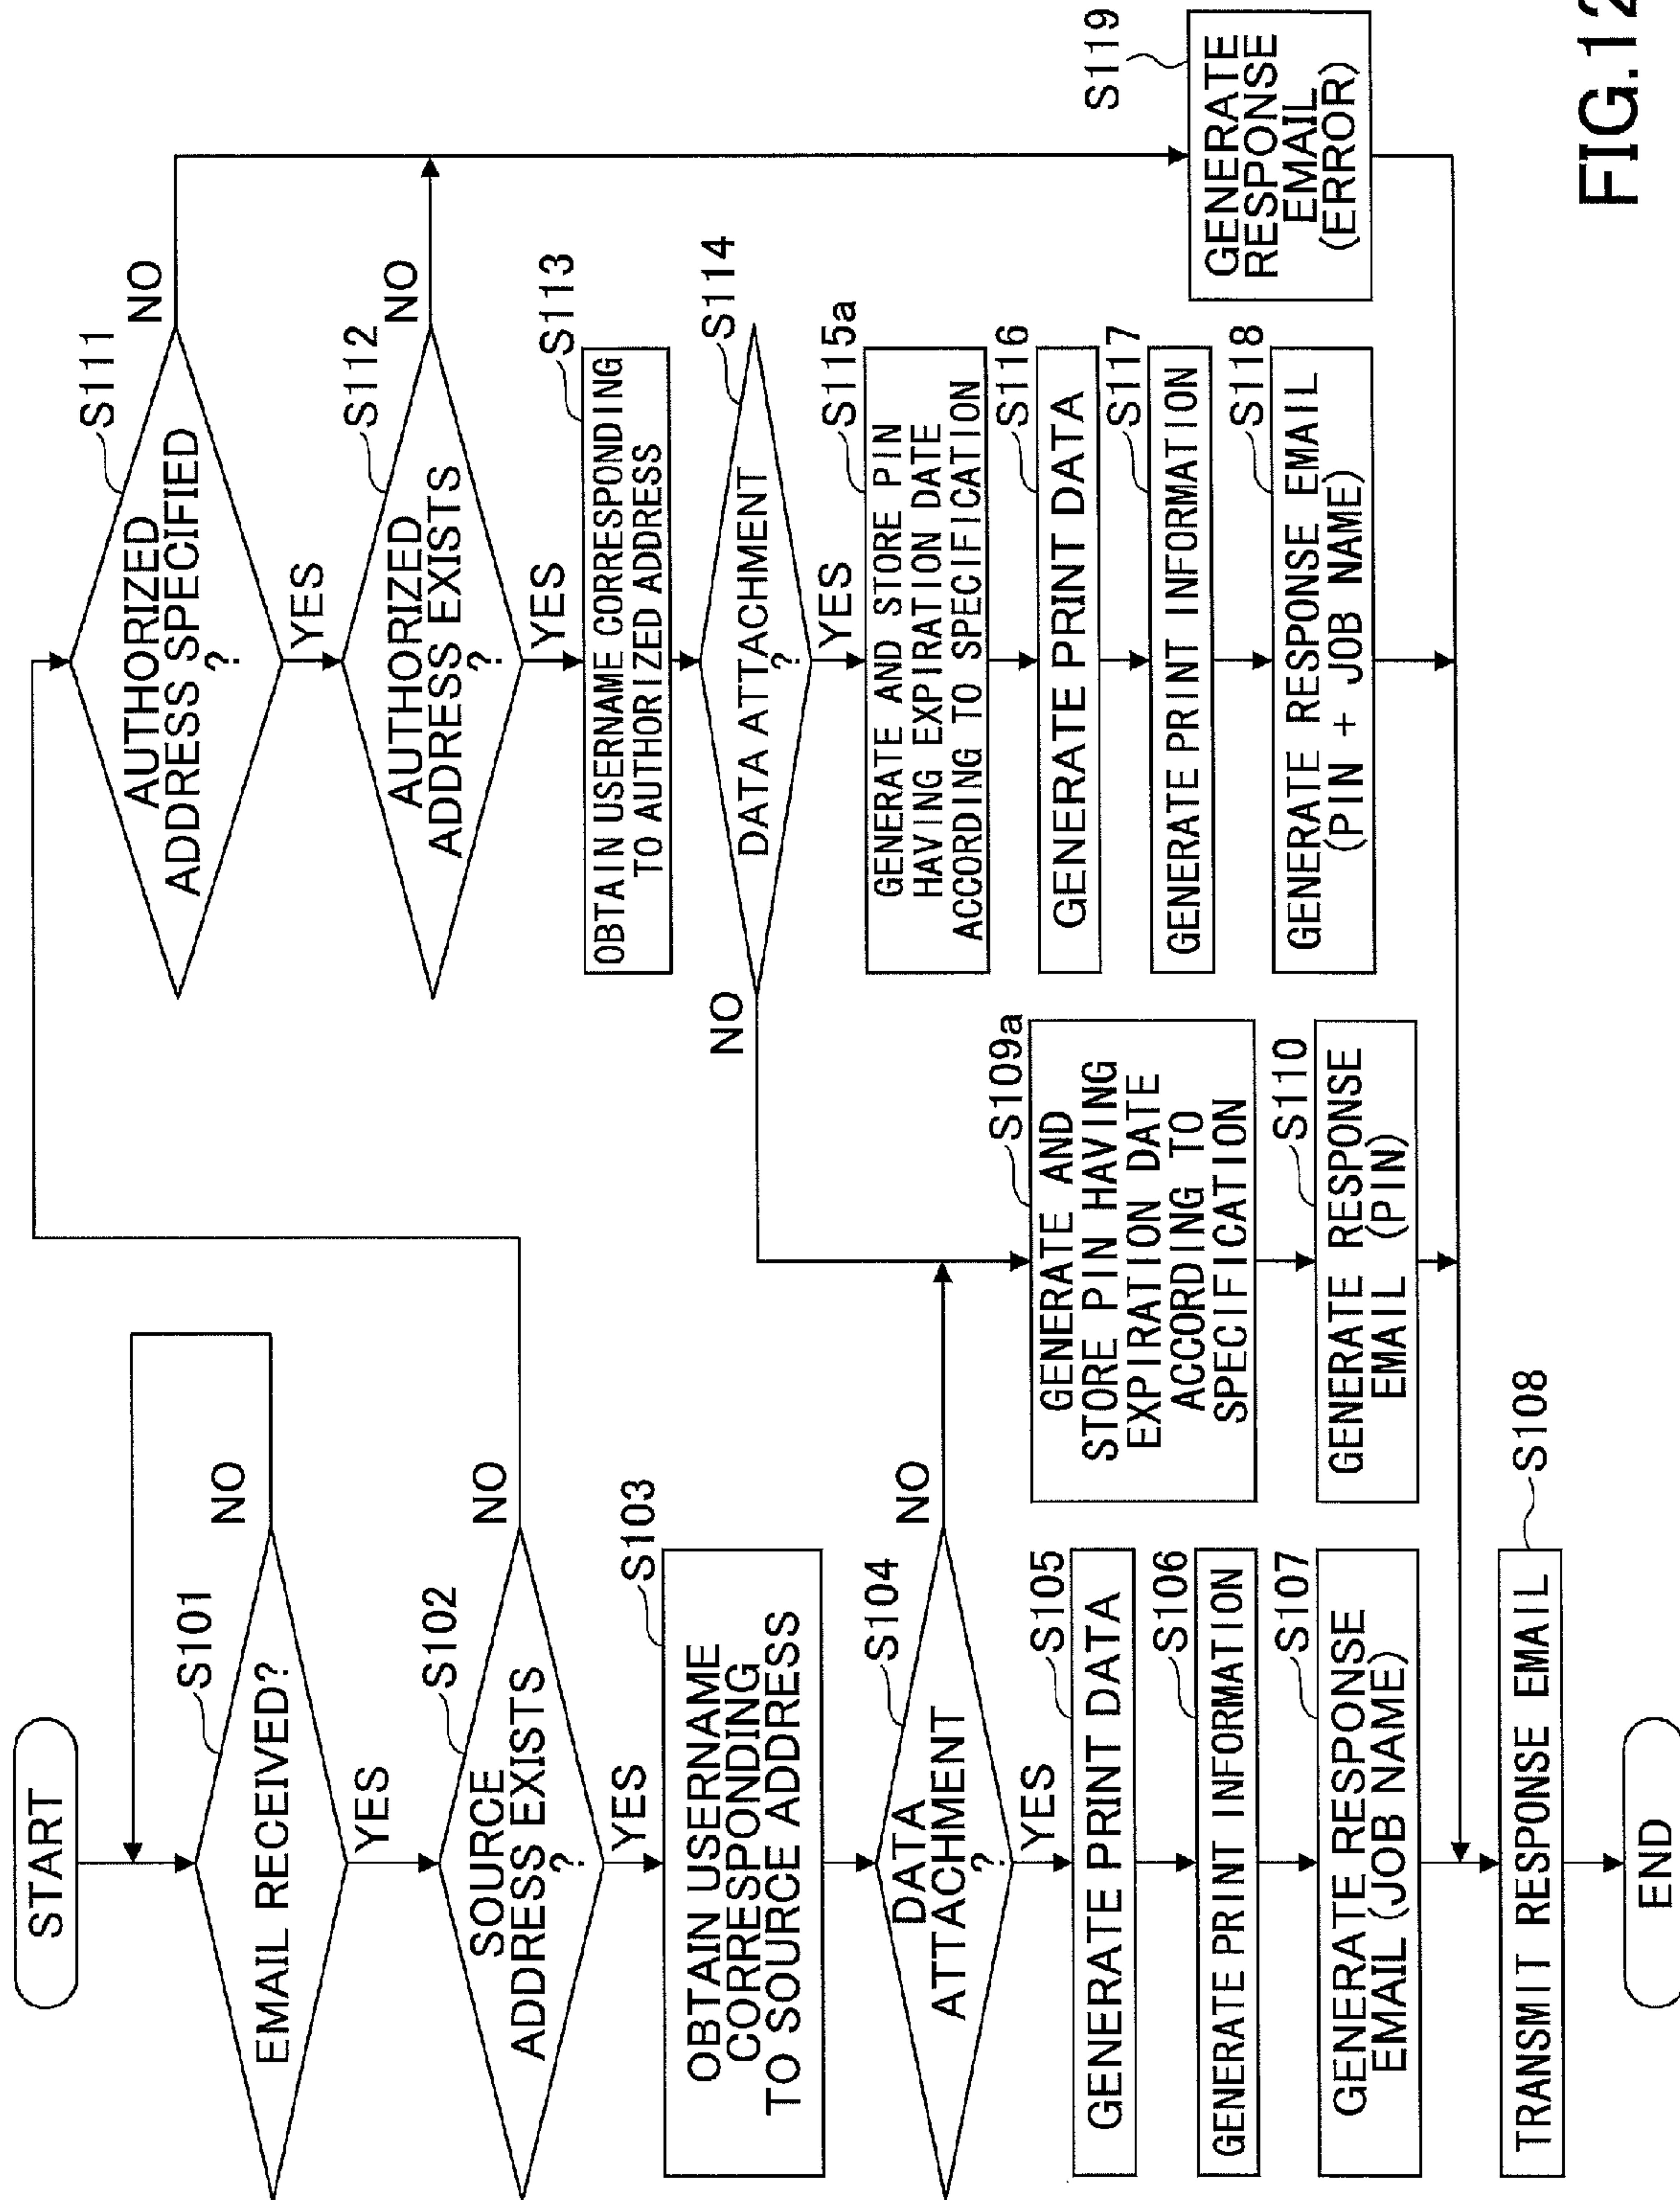 START
S101
EMAIL RECEIVED?
NO
YES
S102
SOURCE
ADDRESS EXISTS
?
NO
YES
S103
OBTAIN USERNAME
CORRESPONDING
TO SOURCE ADDRESS
S104
DATA
ATTACHMENT
?
NO
YES
S105
GENERATE PRINT DATA
S106
GENERATE PRINT INFORMATION
S107
GENERATE RESPONSE
EMAIL (JOB NAME)
S108
TRANSMIT RESPONSE EMAIL
END
S109a
GENERATE AND
STORE PIN HAVING
EXPIRATION DATE
ACCORDING TO
SPECIFICATION
S110
GENERATE RESPONSE
EMAIL (PIN)
S111
AUTHORIZED
ADDRESS SPECIFIED
?
NO
YES
S112
AUTHORIZED
ADDRESS EXISTS
?
NO
YES
S113
OBTAIN USERNAME CORRESPONDING
TO AUTHORIZED ADDRESS
S114
DATA ATTACHMENT
?
NO
YES
S115a
GENERATE AND STORE PIN
HAVING EXPIRATION DATE
ACCORDING TO SPECIFICATION
S116
GENERATE PRINT DATA
S117
GENERATE PRINT INFORMATION
S118
GENERATE RESPONSE EMAIL
(PIN + JOB NAME)
S119
GENERATE
RESPONSE
EMAIL
(ERROR)
FIG.12